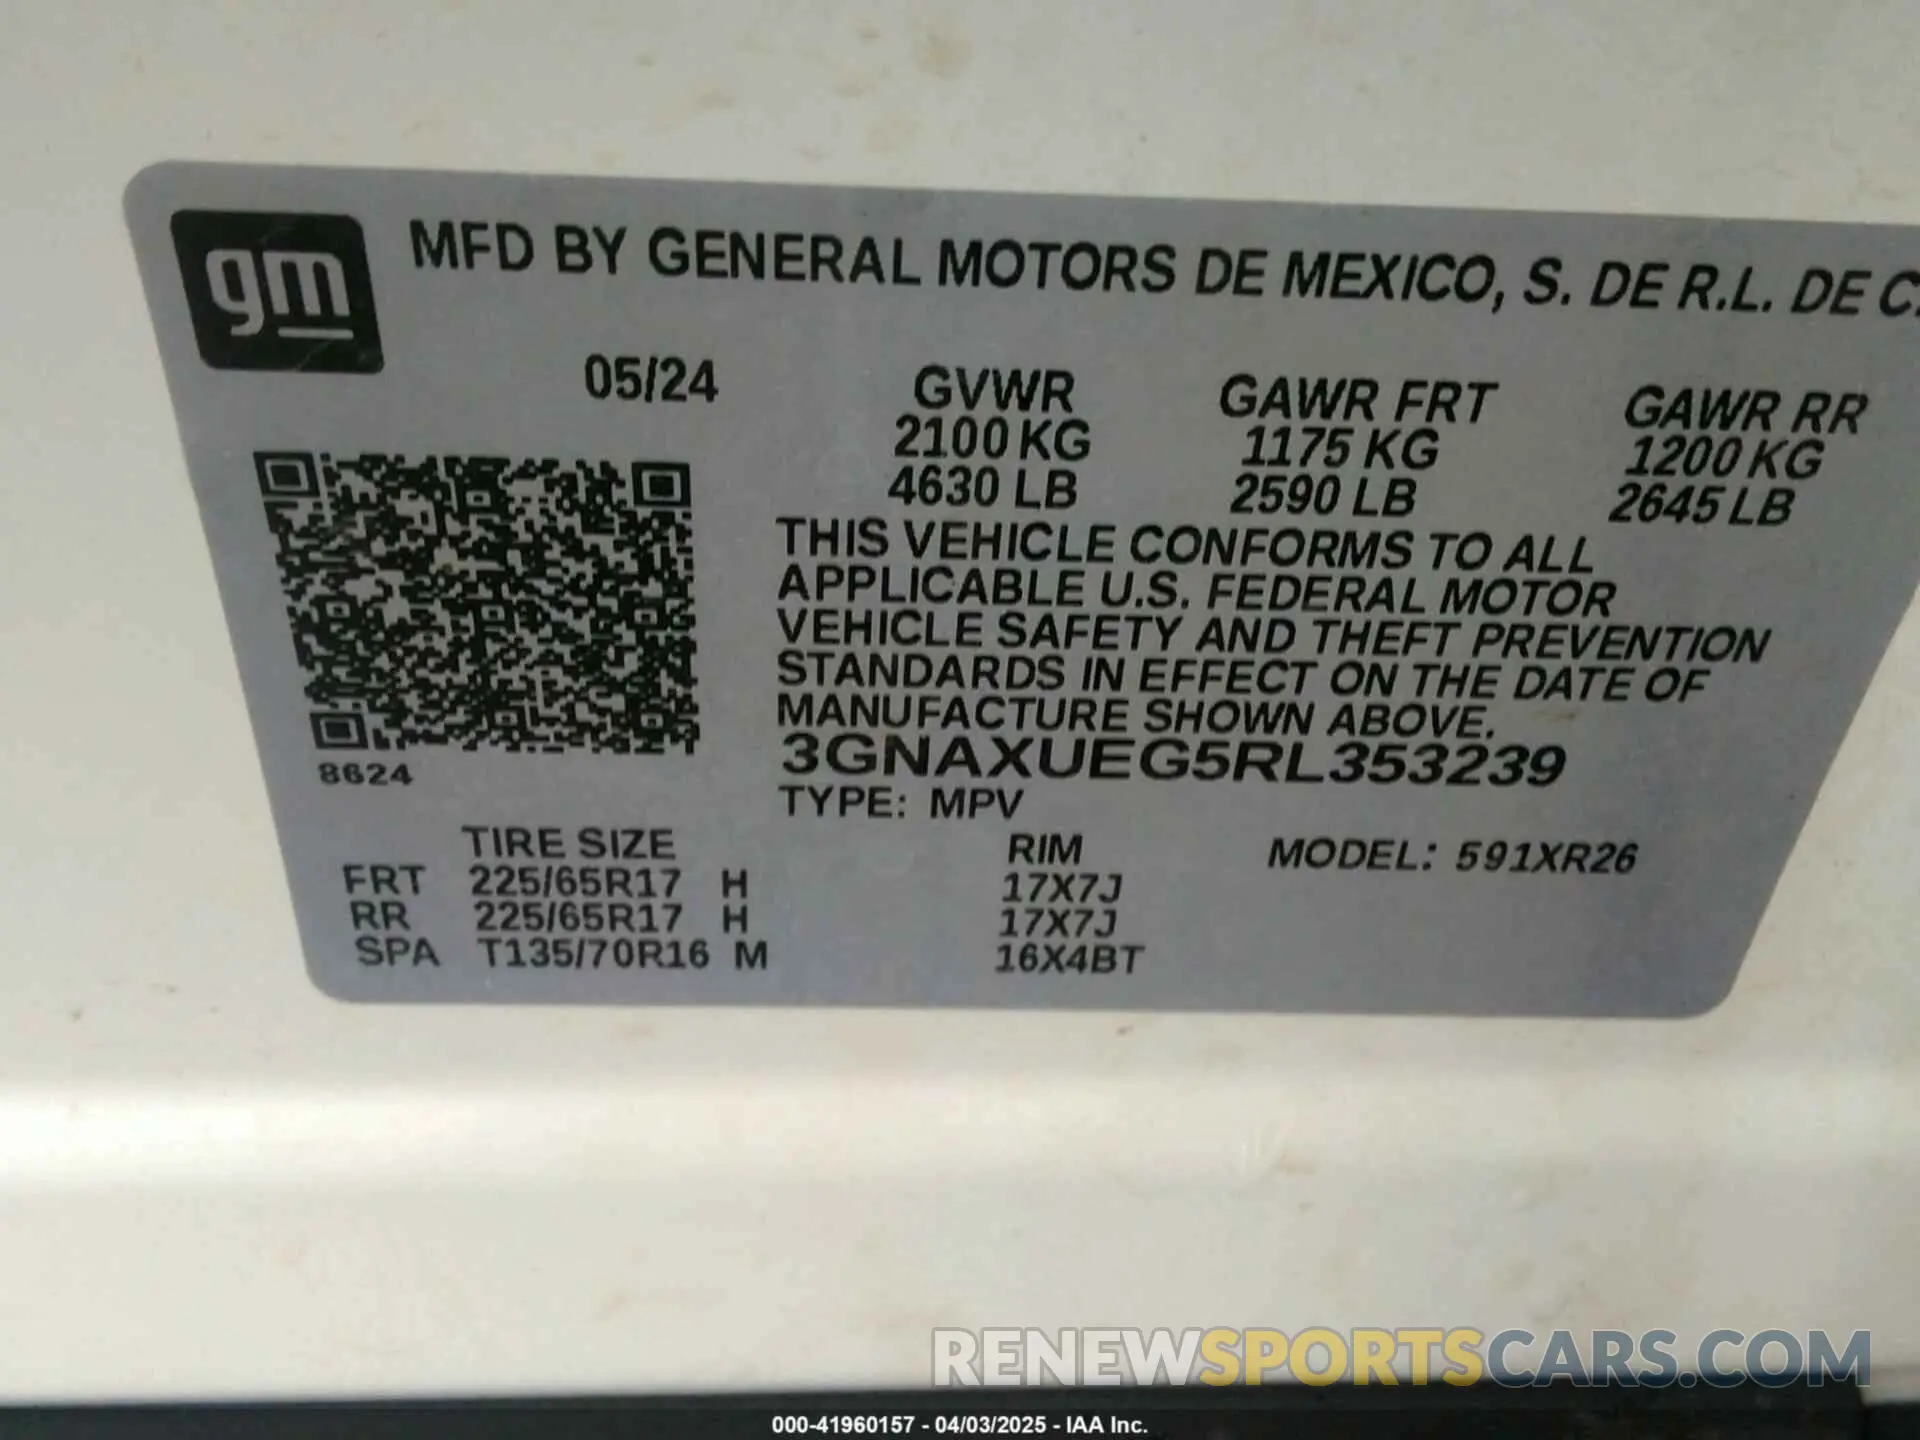 gm
MFD BY GENERAL MOTORS DE MEXICO, S. DE R.L. DE C.
05/24
GVWR GAWR FRT GAWR RR
2100 KG 1175 KG 1200 KG
4630 LB 2590 LB 2645 LB
THIS VEHICLE CONFORMS TO ALL
APPLICABLE U.S. FEDERAL MOTOR
VEHICLE SAFETY AND THEFT PREVENTION
STANDARDS IN EFFECT ON THE DATE OF
MANUFACTURE SHOWN ABOVE.
3GNAXUEG5RL353239
8624
TYPE: MPV
TIRE SIZE RIM MODEL: 591XR26
FRT 225/65R17 H 17X7J
RR 225/65R17 H 17X7J
SPA T135/70R16 M 16X4BT
RENEWSPORTSCARS.COM
000-41960157 - 04/03/2025 - IAA Inc.